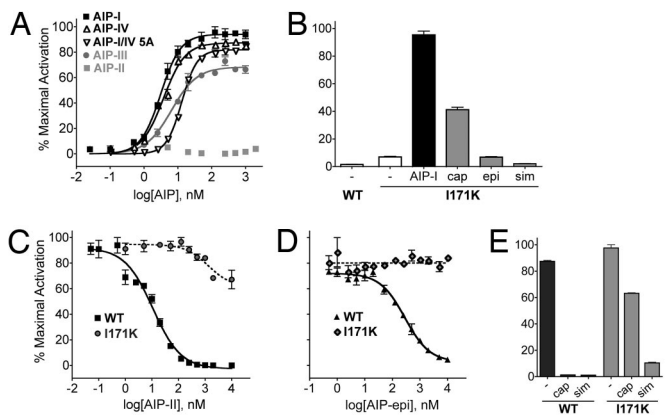 A
AIP-I
AIP-IV
AIP-I/IV 5A
AIP-III
AIP-II
% Maximal Activation
100
80
60
40
20
0
-2 -1 0 1 2 3 4
log[AIP], nM
B
100
80
60
40
20
0
- - AIP-I cap epi sim
WT I171K
C
% Maximal Activation
100
80
60
40
20
0
WT
I171K
-2 -1 0 1 2 3 4
log[AIP-II], nM
D
100
80
60
40
20
0
WT
I171K
-1 0 1 2 3 4
log[AIP-epi], nM
E
100
80
60
40
20
0
- cap sim - cap sim
WT I171K